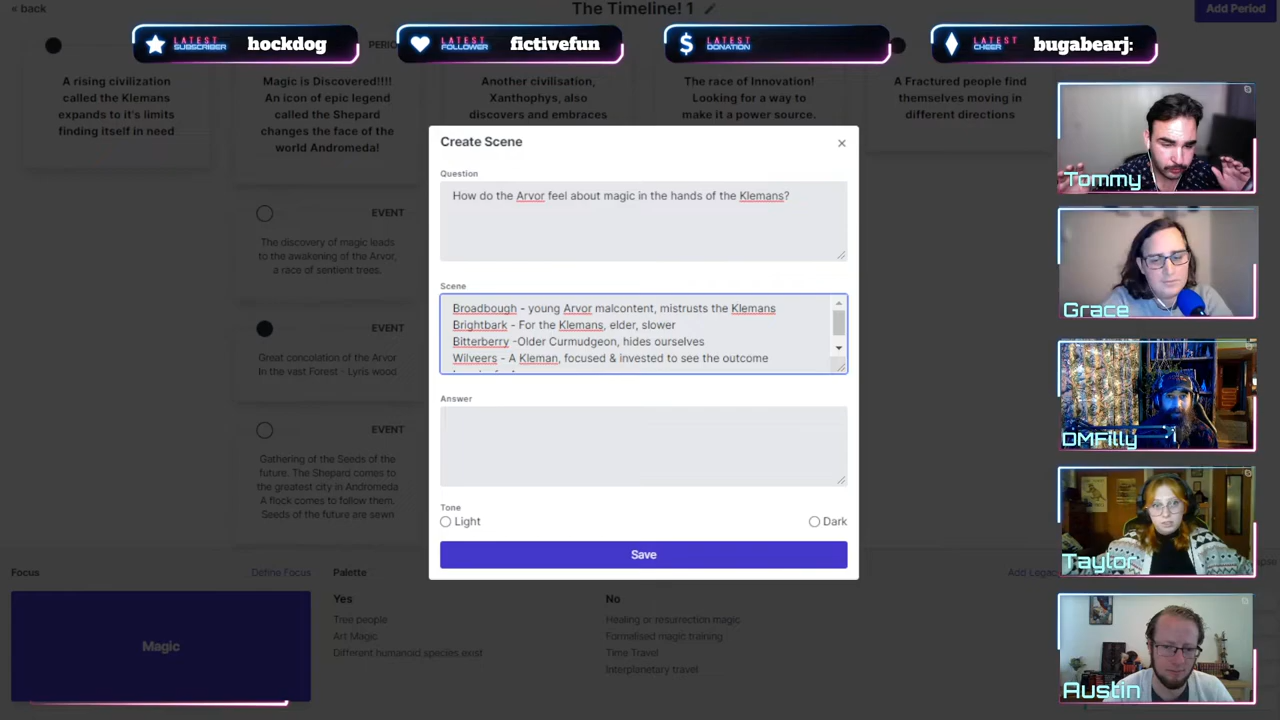 « back
The Timeline! 1
Add Period
LATEST SUBSCRIBER hockdog
LATEST FOLLOWER fictivefun
LATEST DONATION
LATEST CHEER bugabearj:
PERIO
A rising civilization
called the Klemans
expands to it's limits
finding itself in need
Magic is Discovered!!!!
An icon of epic legend
called the Shepard
changes the face of the
world Andromeda!
Another civilisation,
Xanthophys, also
discovers and embraces
The race of Innovation!
Looking for a way to
make it a power source.
A Fractured people find
themselves moving in
different directions
EVENT
The discovery of magic leads
to the awakening of the Arvor,
a race of sentient trees.
EVENT
Great concolation of the Arvor
In the vast Forest - Lyris wood
EVENT
Gathering of the Seeds of the
future. The Shepard comes to
the greatest city in Andromeda
A flock comes to follow them.
Seeds of the future are sewn
Create Scene
×
Question
How do the Arvor feel about magic in the hands of the Klemans?
Scene
Broadbough - young Arvor malcontent, mistrusts the Klemans
Brightbark - For the Klemans, elder, slower
Bitterberry -Older Curmudgeon, hides ourselves
Wilveers - A Kleman, focused & invested to see the outcome
Answer
Tone
Light
Dark
Save
Focus
Define Focus
Magic
Palette
Yes
Tree people
Art Magic
Different humanoid species exist
No
Healing or resurrection magic
Formalised magic training
Time Travel
Interplanetary travel
Add Legac
Tommy
Grace
DMFilly
Taylor
Austin